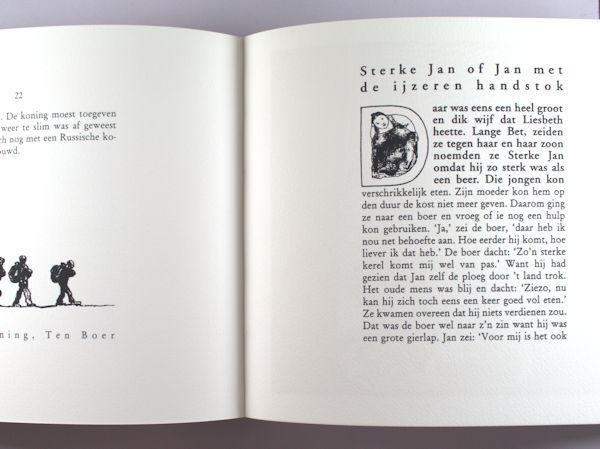 22
. De koning moest toegeven
weer te slim was af geweest
ch nog met een Russische ko-
ouwd.
ning, Ten Boer
Sterke Jan of Jan met
de ijzeren handstok
Daar was eens een heel groot
en dik wijf dat Liesbeth
heette. Lange Bet, zeiden
ze tegen haar en haar zoon
noemden ze Sterke Jan
omdat hij zo sterk was als
een beer. Die jongen kon
verschrikkelijk eten. Zijn moeder kon hem op
den duur de kost niet meer geven. Daarom ging
ze naar een boer en vroeg of ie nog een hulp
kon gebruiken. ‘Ja,’ zei de boer, ‘daar heb ik
nou net behoefte aan. Hoe eerder hij komt, hoe
liever ik dat heb.’ De boer dacht: ‘Zo’n sterke
kerel komt mij wel van pas.’ Want hij had
gezien dat Jan zelf de ploeg door ’t land trok.
Het oude mens was blij en dacht: ‘Ziezo, nu
kan hij zich toch eens een keer goed vol eten.’
Ze kwamen overeen dat hij niets verdienen zou.
Dat was de boer wel naar z’n zin want hij was
een grote gierlap. Jan zei: ‘Voor mij is het ook